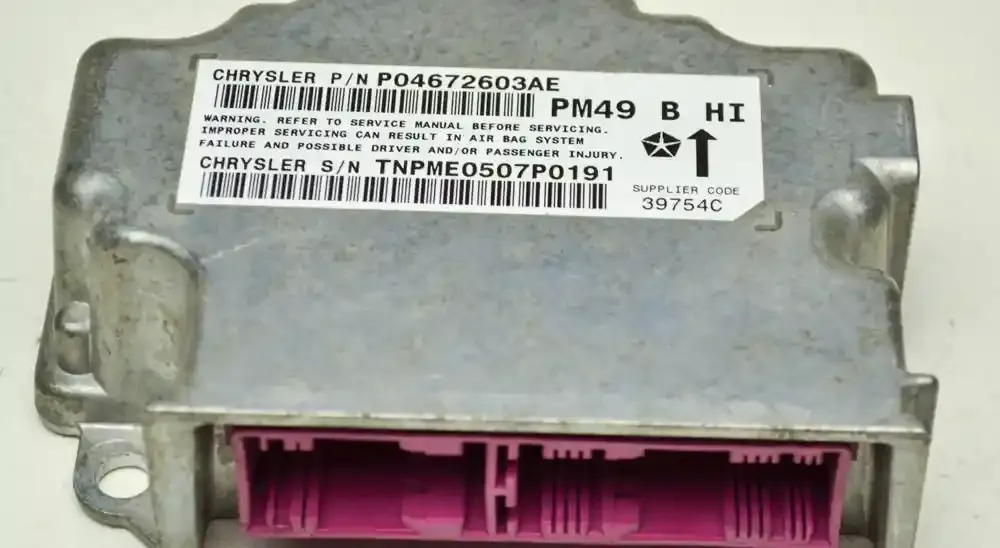 CHRYSLER P/N P04672603AE
PM49 B HI
WARNING. REFER TO SERVICE MANUAL BEFORE SERVICING.
IMPROPER SERVICING CAN RESULT IN AIR BAG SYSTEM
FAILURE AND POSSIBLE DRIVER AND/OR PASSENGER INJURY.
CHRYSLER S/N TNPME0507P0191
SUPPLIER CODE
39754C